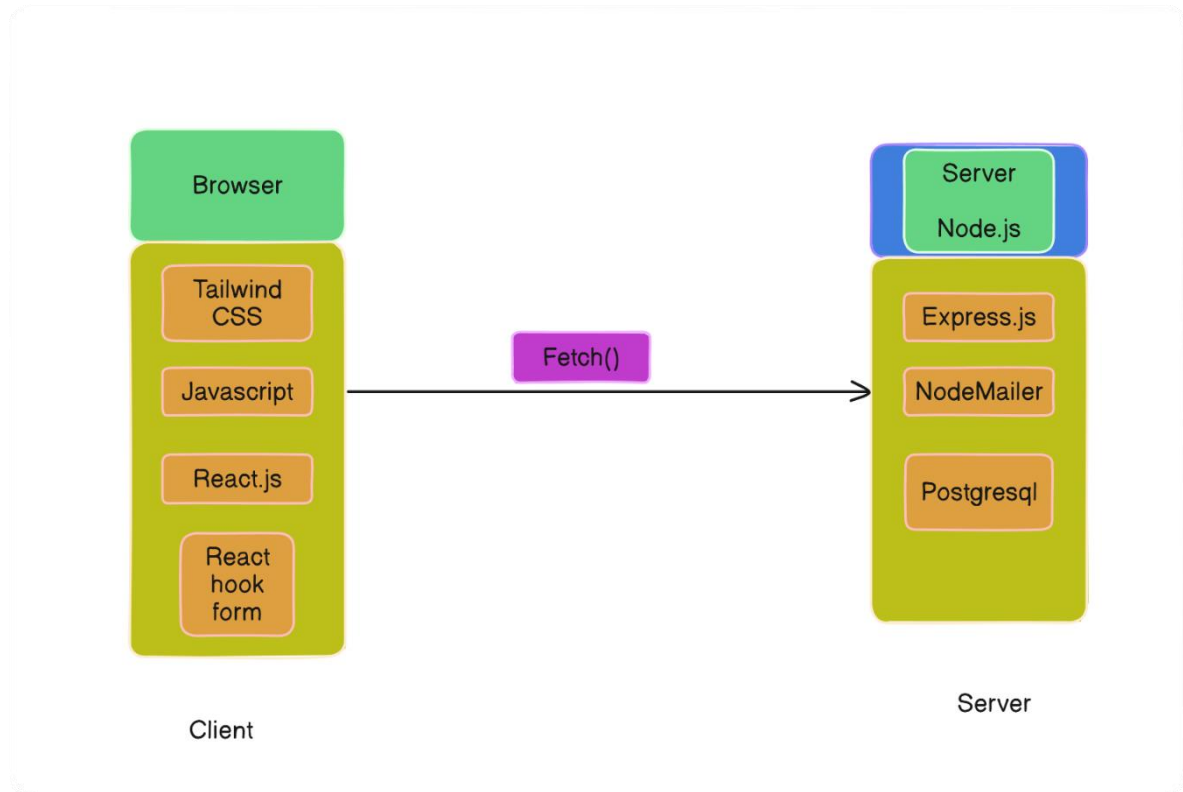 Browser
Tailwind
CSS
Javascript
React.js
React
hook
form
Client
Fetch()
Server
Node.js
Express.js
NodeMailer
Postgresql
Server